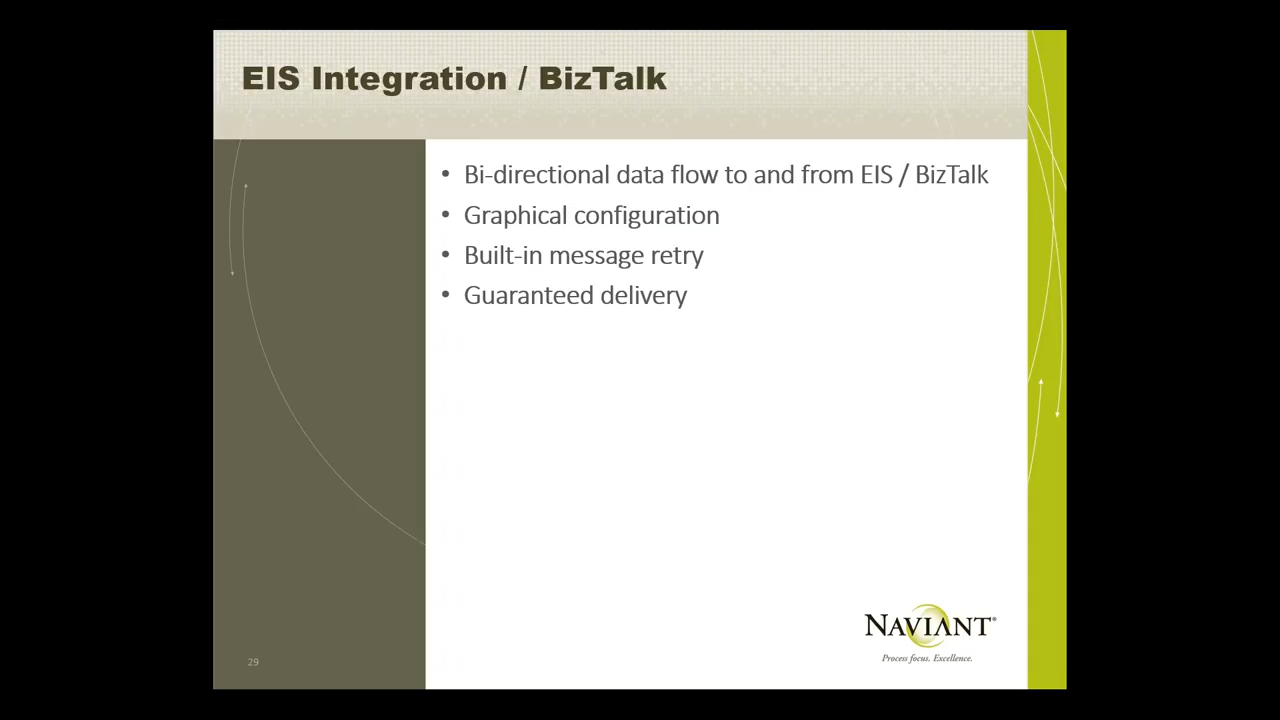 EIS Integration / BizTalk
• Bi-directional data flow to and from EIS / BizTalk
• Graphical configuration
• Built-in message retry
• Guaranteed delivery
NAVIANT®
Process focus. Excellence.
29